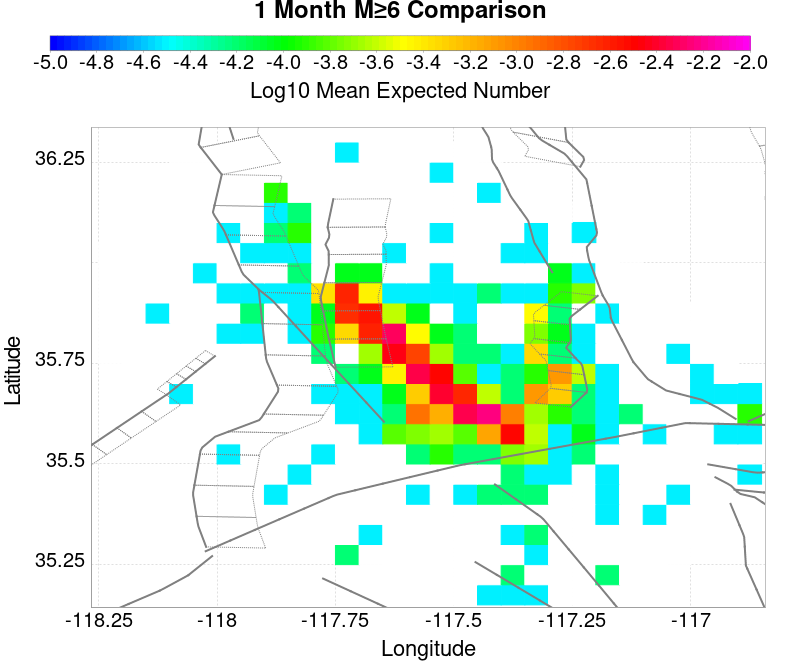 1 Month M≥6 Comparison
-5.0 -4.8 -4.6 -4.4 -4.2 -4.0 -3.8 -3.6 -3.4 -3.2 -3.0 -2.8 -2.6 -2.4 -2.2 -2.0
Log10 Mean Expected Number
36.25
35.75
35.5
35.25
Latitude
-118.25 -118 -117.75 -117.5 -117.25 -117
Longitude